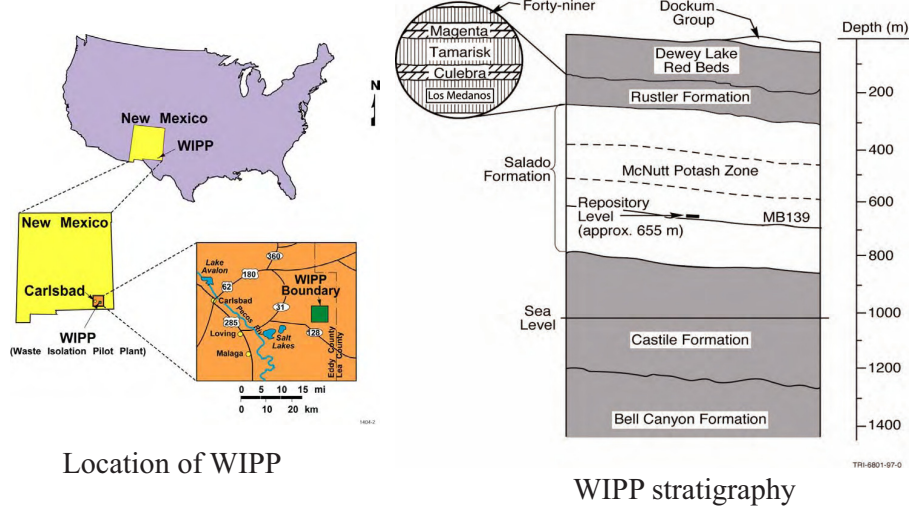 New Mexico
WIPP
N
New Mexico
Carlsbad
WIPP
(Waste Isolation Pilot Plant)
Lake
Avalon
360
180
62
WIPP
Boundary
Carlsbad
31
Pecos Riv
285
Loving
Salt
Lakes
128
Malaga
Eddy County
Lea County
0 5 10 15 mi
0 10 20 km
1404-2
Location of WIPP
Forty-niner
Magenta
Tamarisk
Culebra
Los Medanos
Dockum
Group
Depth (m)
Dewey Lake
Red Beds
200
Rustler Formation
Salado
Formation
400
McNutt Potash Zone
600
Repository
Level
(approx. 655 m)
MB139
800
Sea
Level
1000
Castile Formation
1200
Bell Canyon Formation
1400
TRI-6801-97-0
WIPP stratigraphy